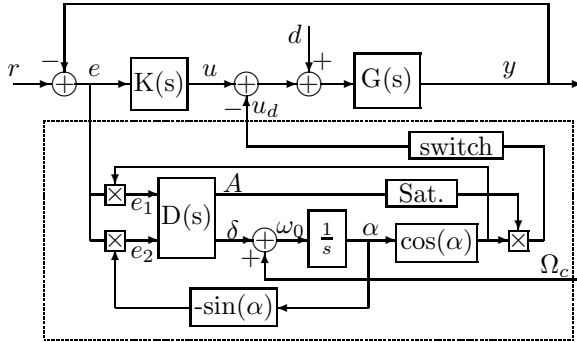 d
− +
r e K(s) u G(s) y
− u_d
switch
A Sat.
e_1 D(s)
δ ω_0 1/s α cos(α)
e_2 +
Ω_c
-sin(α)